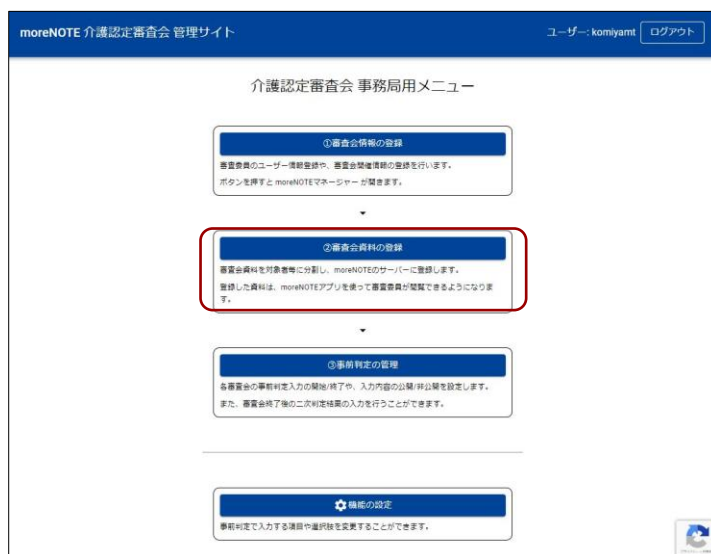 moreNOTE 介護認定審査会 管理サイト
ユーザー: komiyamt
ログアウト
介護認定審査会 事務局用メニュー
①審査会情報の登録
審査委員のユーザー情報登録や、審査会開催情報の登録を行います。
ボタンを押すと moreNOTEマネージャー が開きます。
②審査会資料の登録
審査会資料を対象者毎に分割し、moreNOTEのサーバーに登録します。
登録した資料は、moreNOTEアプリを使って審査委員が閲覧できるようになりま
す。
③事前判定の管理
各審査会の事前判定入力の開始/終了や、入力内容の公開/非公開を設定します。
また、審査会終了後の二次判定結果の入力を行うことができます。
機能の設定
事前判定で入力する項目や選択肢を変更することができます。